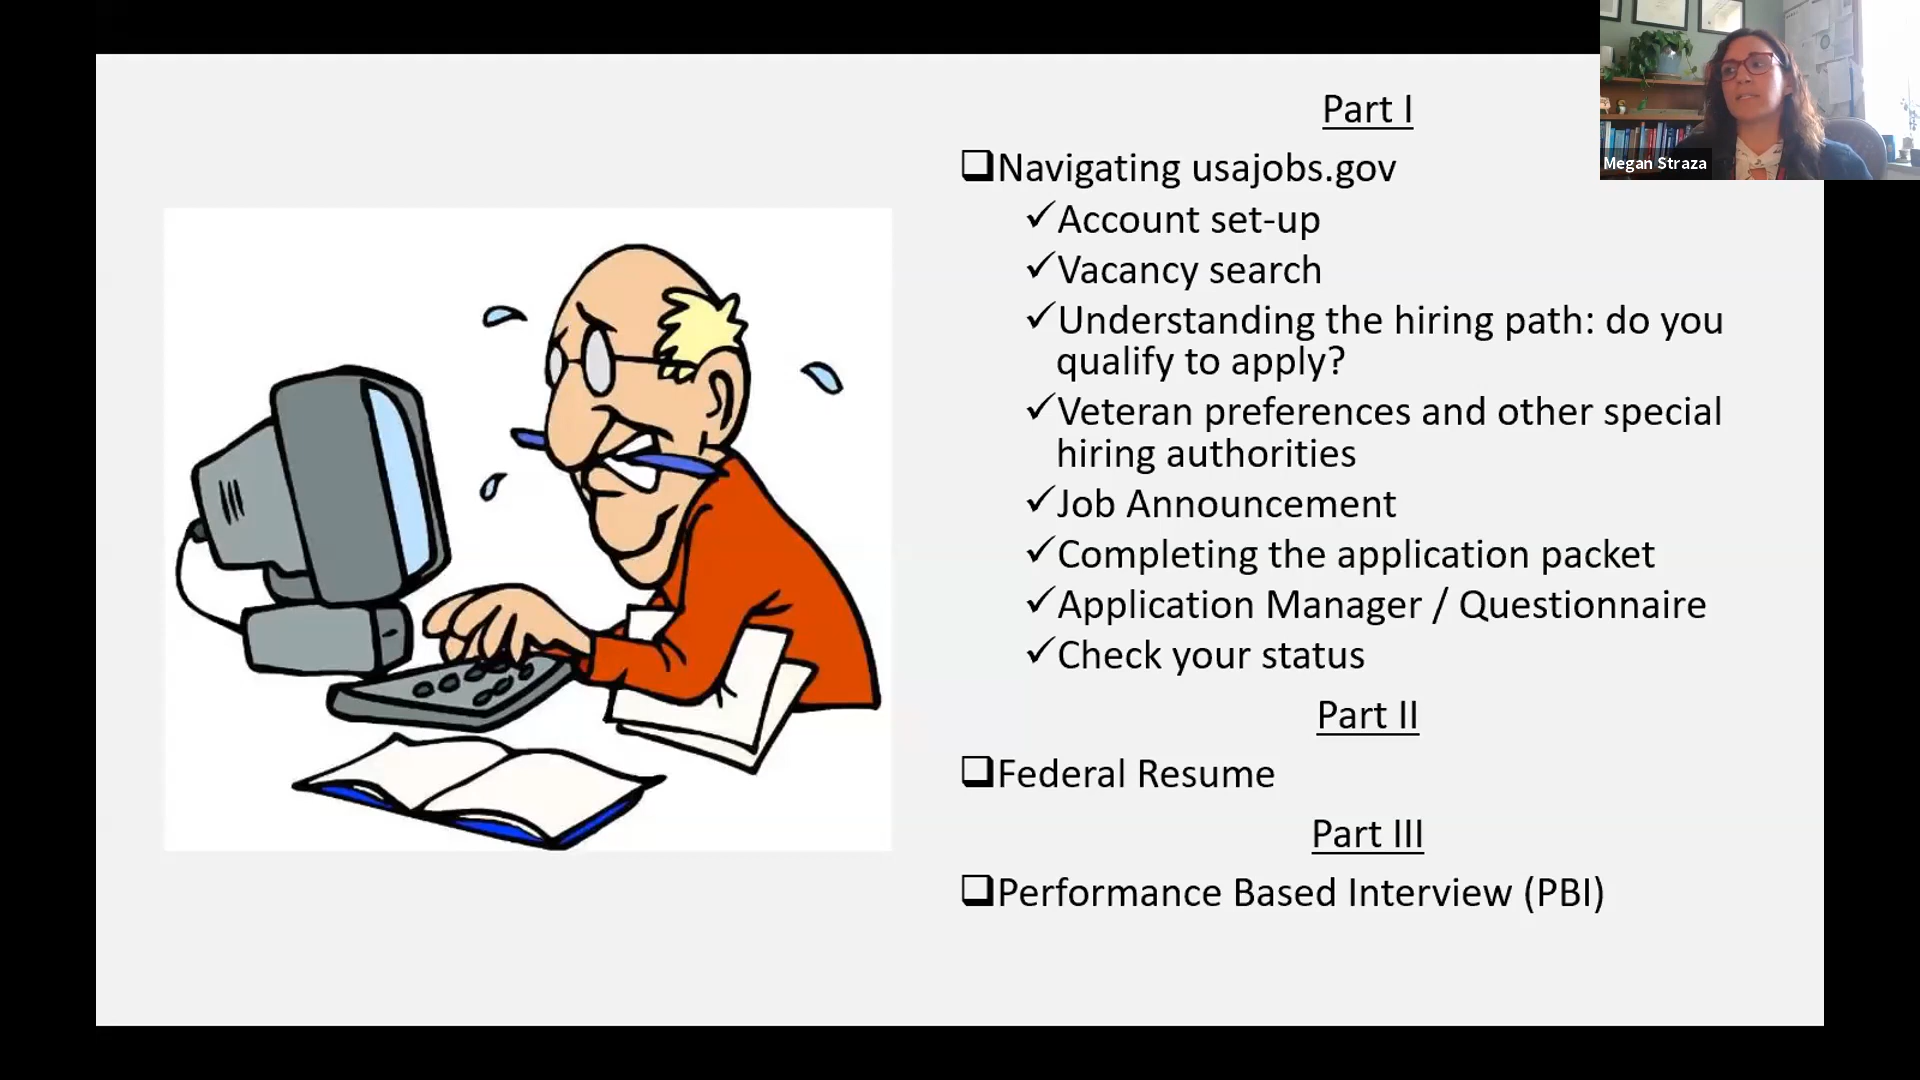 Part I
Navigating usajobs.gov
Account set-up
Vacancy search
Understanding the hiring path: do you
qualify to apply?
Veteran preferences and other special
hiring authorities
Job Announcement
Completing the application packet
Application Manager / Questionnaire
Check your status
Part II
Federal Resume
Part III
Performance Based Interview (PBI)
Megan Straza